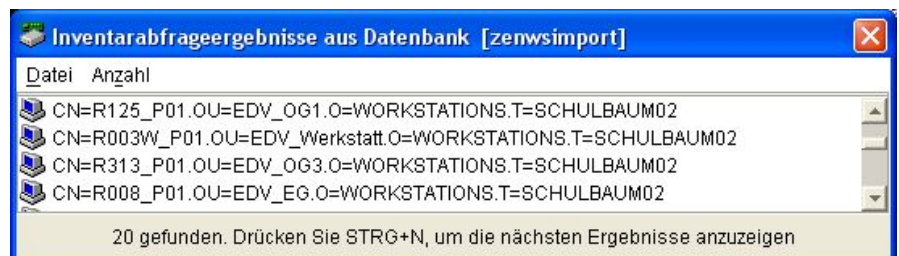 Inventarabfrageergebnisse aus Datenbank [zenwsimport]
Datei Anzahl
CN=R125_P01.OU=EDV_OG1.O=WORKSTATIONS.T=SCHULBAUM02
CN=R003W_P01.OU=EDV_Werkstatt.O=WORKSTATIONS.T=SCHULBAUM02
CN=R313_P01.OU=EDV_OG3.O=WORKSTATIONS.T=SCHULBAUM02
CN=R008_P01.OU=EDV_EG.O=WORKSTATIONS.T=SCHULBAUM02
20 gefunden. Drücken Sie STRG+N, um die nächsten Ergebnisse anzuzeigen